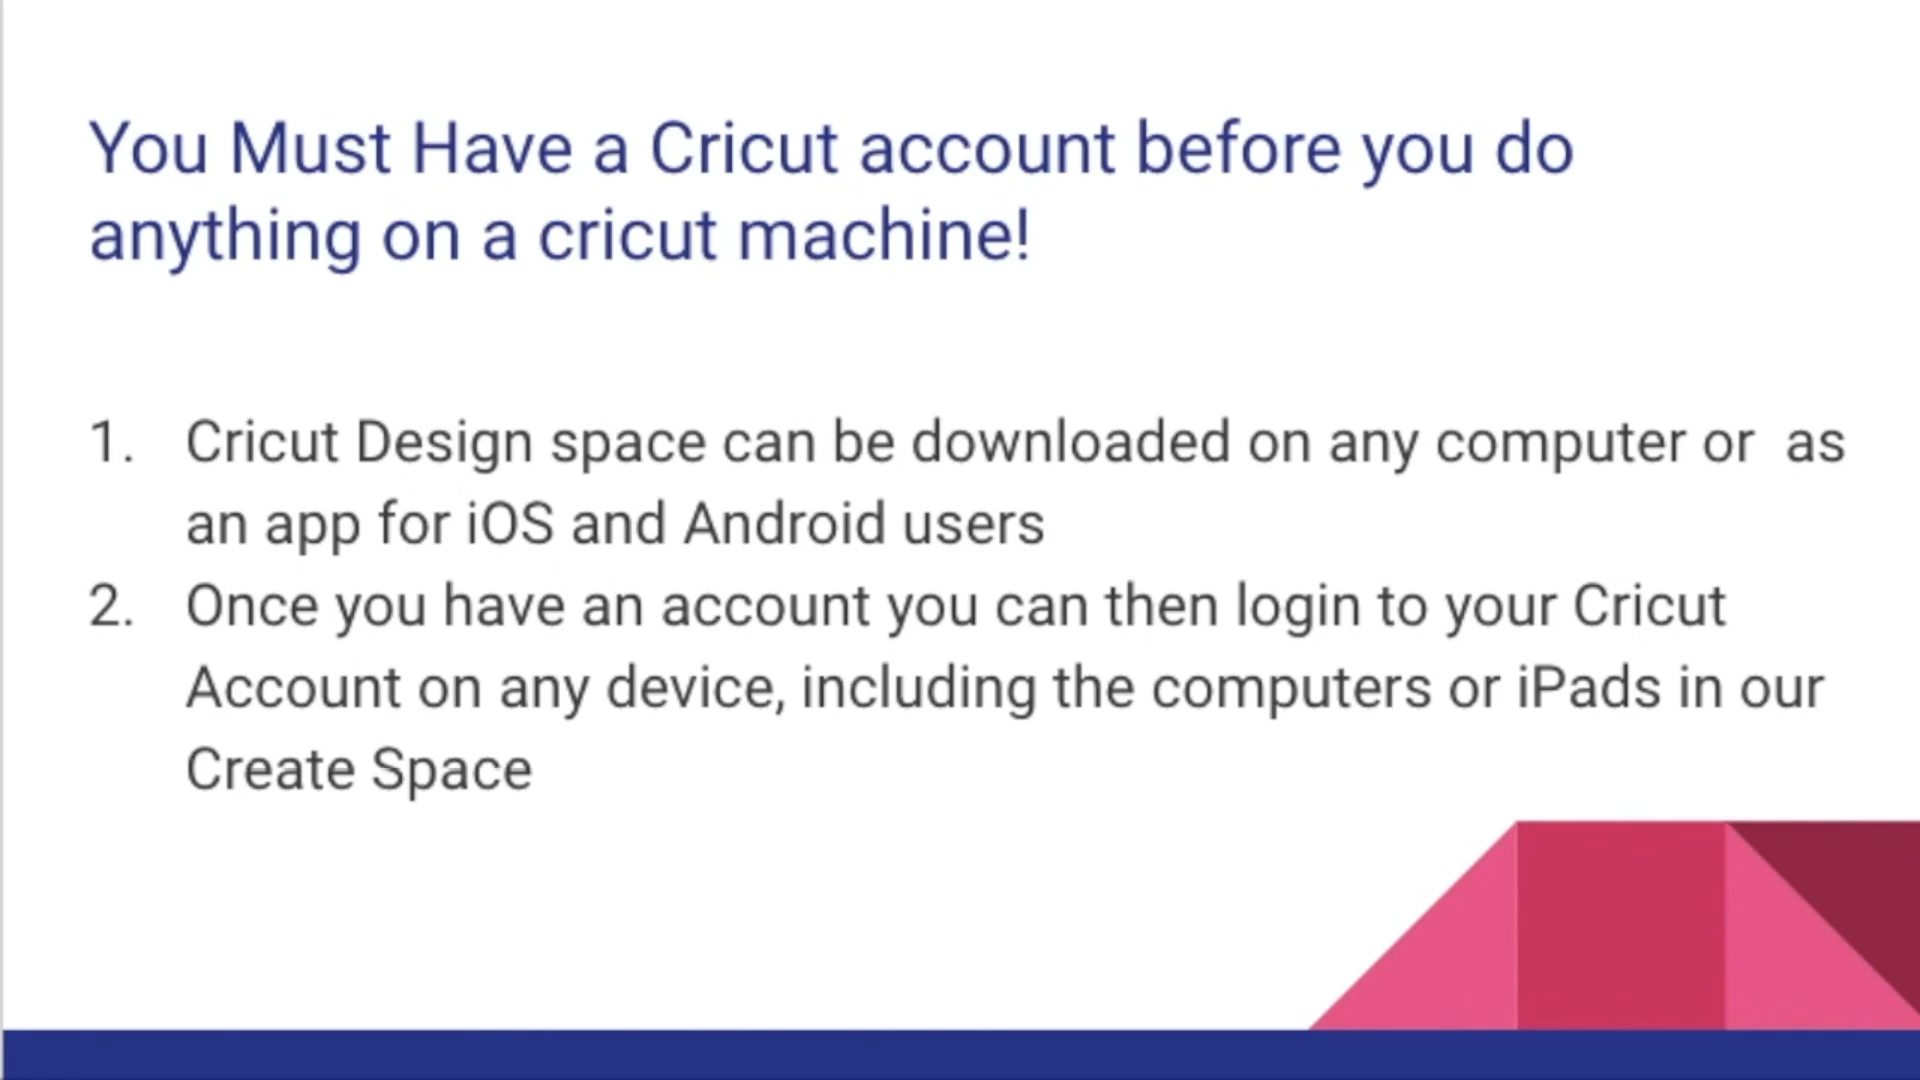 You Must Have a Cricut account before you do
anything on a cricut machine!
1. Cricut Design space can be downloaded on any computer or  as
an app for iOS and Android users
2. Once you have an account you can then login to your Cricut
Account on any device, including the computers or iPads in our
Create Space